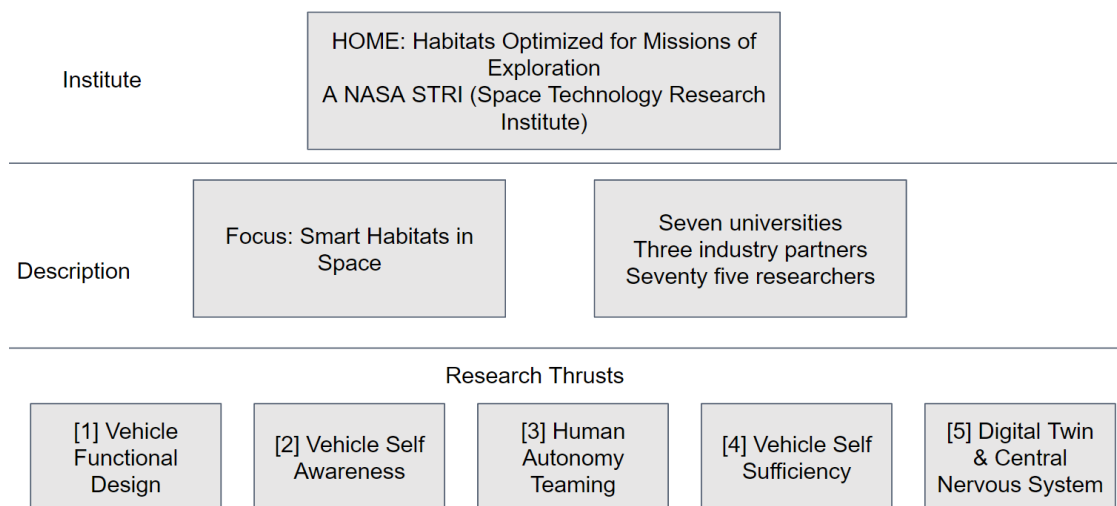 Institute
HOME: Habitats Optimized for Missions of
Exploration
A NASA STRI (Space Technology Research
Institute)
Description
Focus: Smart Habitats in
Space
Seven universities
Three industry partners
Seventy five researchers
Research Thrusts
[1] Vehicle
Functional
Design
[2] Vehicle Self
Awareness
[3] Human
Autonomy
Teaming
[4] Vehicle Self
Sufficiency
[5] Digital Twin
& Central
Nervous System